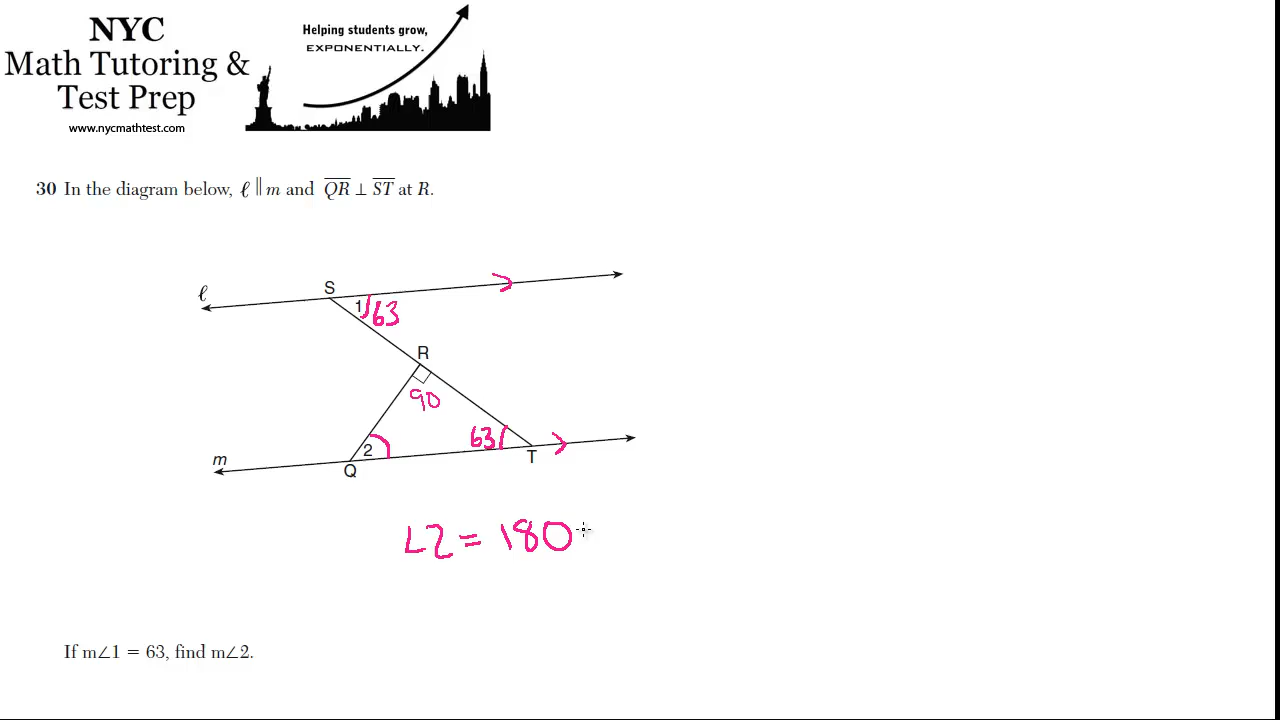 NYC
Math Tutoring &
Test Prep
www.nycmathtest.com
Helping students grow,
EXPONENTIALLY.
30 In the diagram below, ℓ ∥ m and QR ⊥ ST at R.
ℓ
S
1
63
R
90
63
2
T
m
Q
∠2 = 180
If m∠1 = 63, find m∠2.